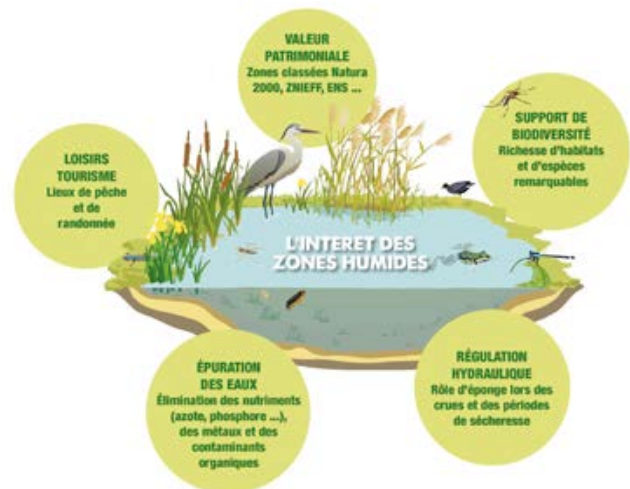 VALEUR
PATRIMONIALE
Zones classées Natura
2000, ZNIEFF, ENS ...
LOISIRS
TOURISME
Lieux de pêche
et de
randonnée
SUPPORT DE
BIODIVERSITÉ
Richesse d'habitats
et d'espèces
remarquables
L'INTERET DES
ZONES HUMIDES
ÉPURATION
DES EAUX
Élimination des nutriments
(azote, phosphore ...),
des métaux et des
contaminants
organiques
RÉGULATION
HYDRAULIQUE
Rôle d'éponge lors des
crues et des périodes
de sécheresse